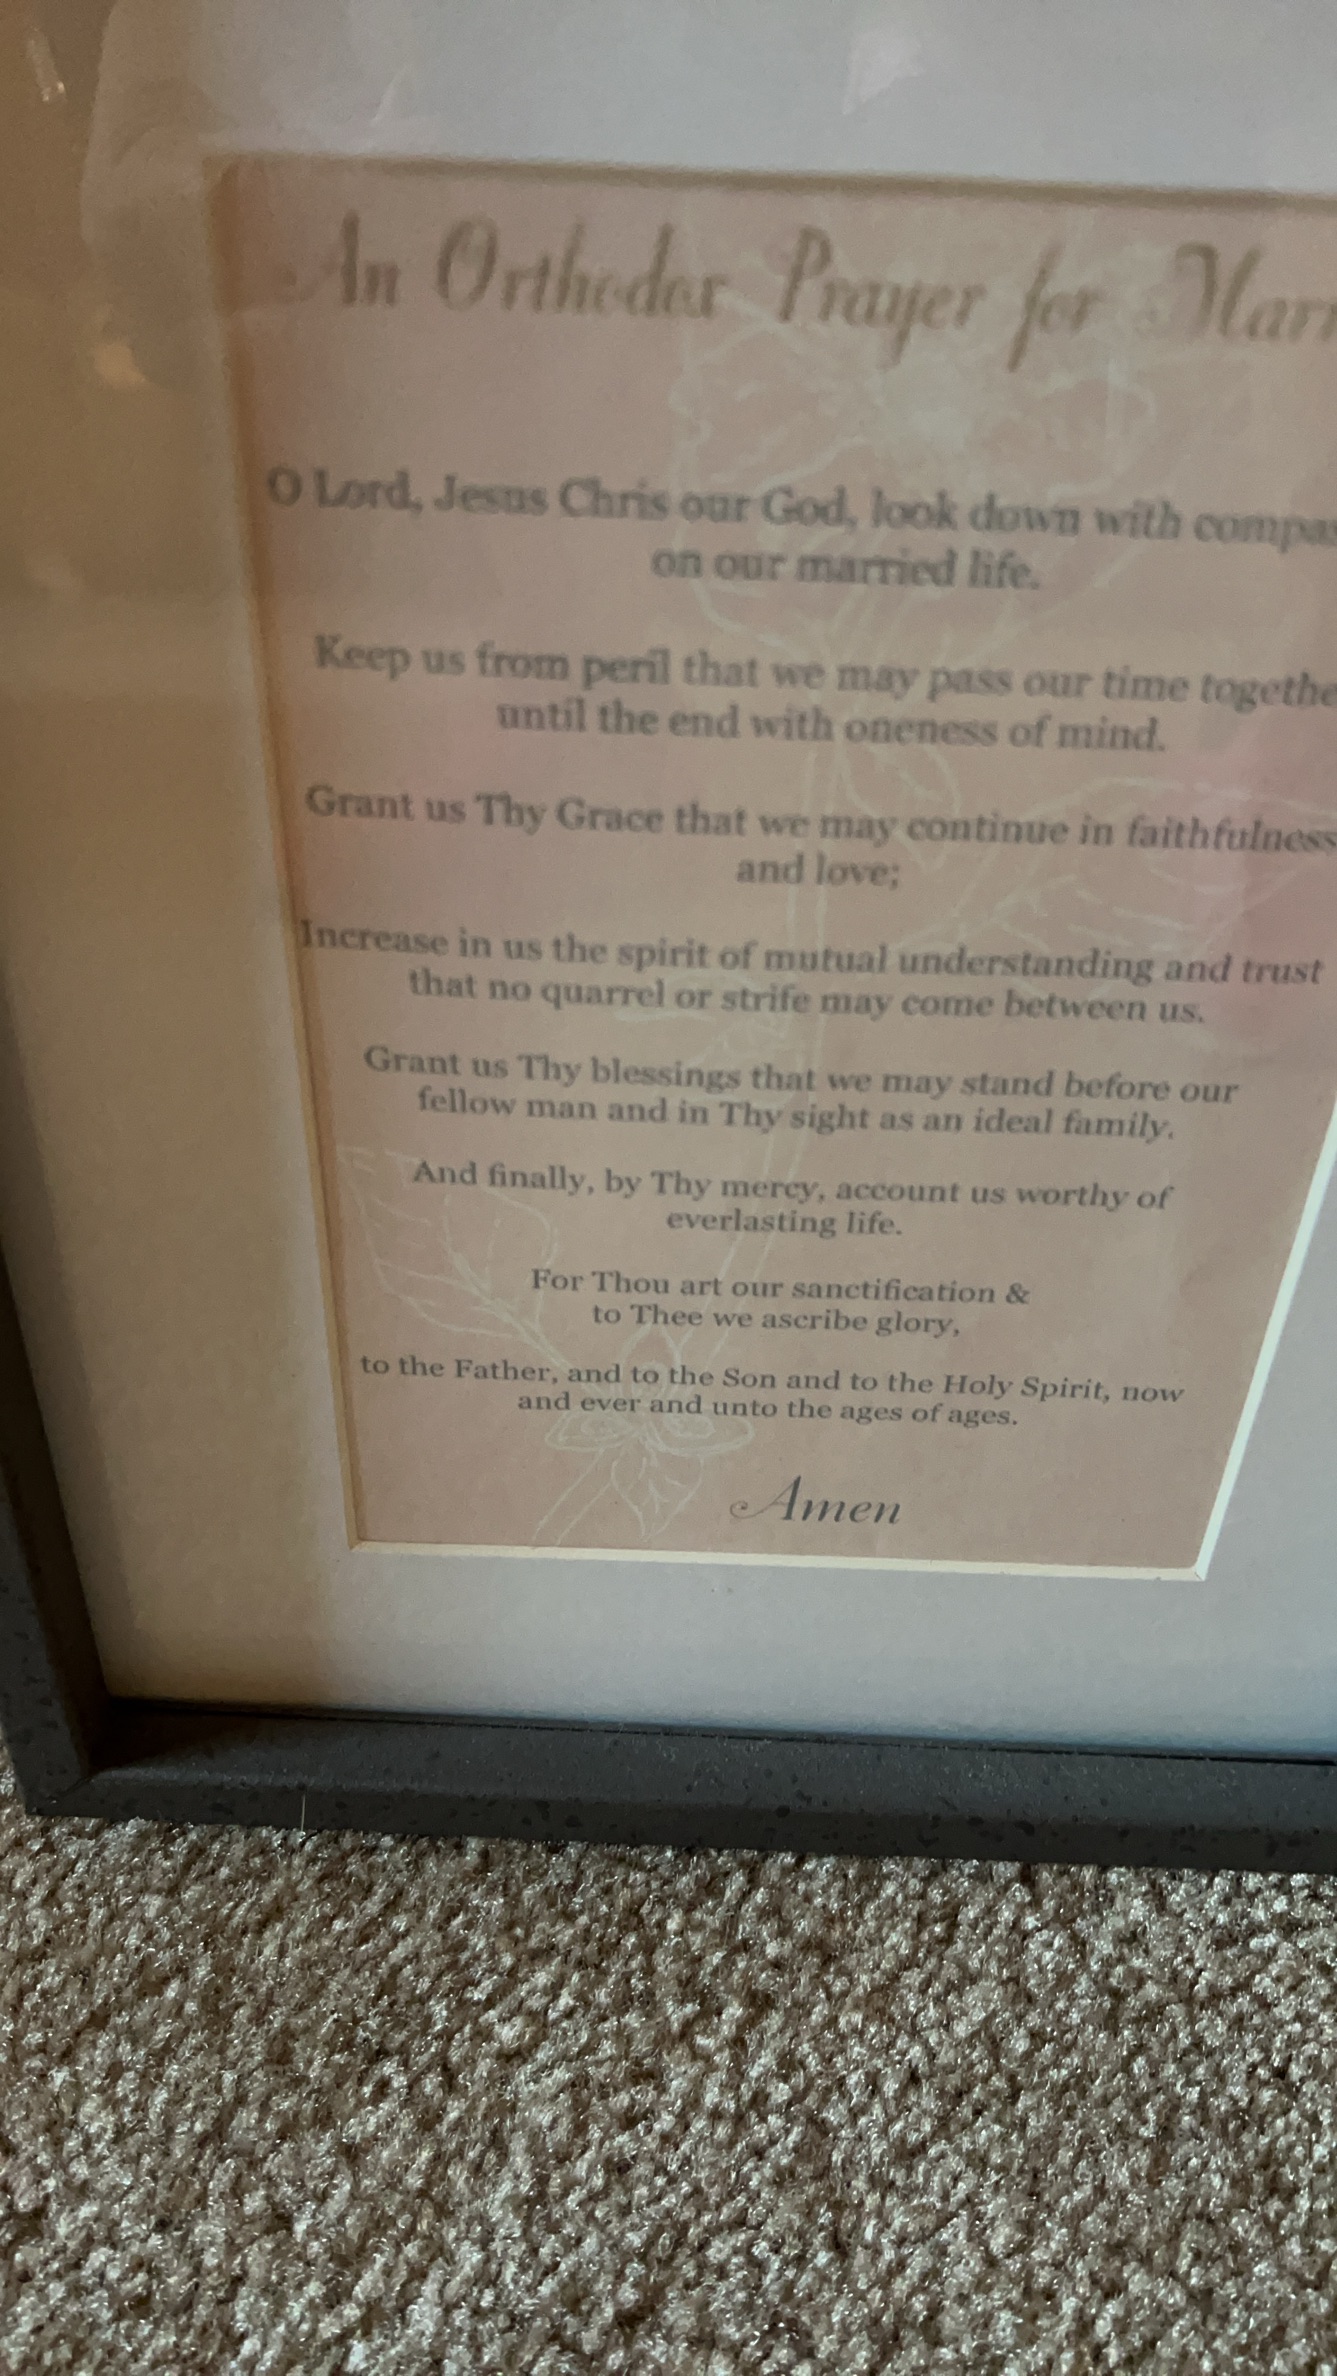 An Orthodox Prayer for Marri
O Lord, Jesus Chris our God, look down with compas
on our married life.
Keep us from peril that we may pass our time togethe
until the end with oneness of mind.
Grant us Thy Grace that we may continue in faithfulness
and love;
Increase in us the spirit of mutual understanding and trust
that no quarrel or strife may come between us.
Grant us Thy blessings that we may stand before our
fellow man and in Thy sight as an ideal family.
And finally, by Thy mercy, account us worthy of
everlasting life.
For Thou art our sanctification &
to Thee we ascribe glory,
to the Father, and to the Son and to the Holy Spirit, now
and ever and unto the ages of ages.
Amen